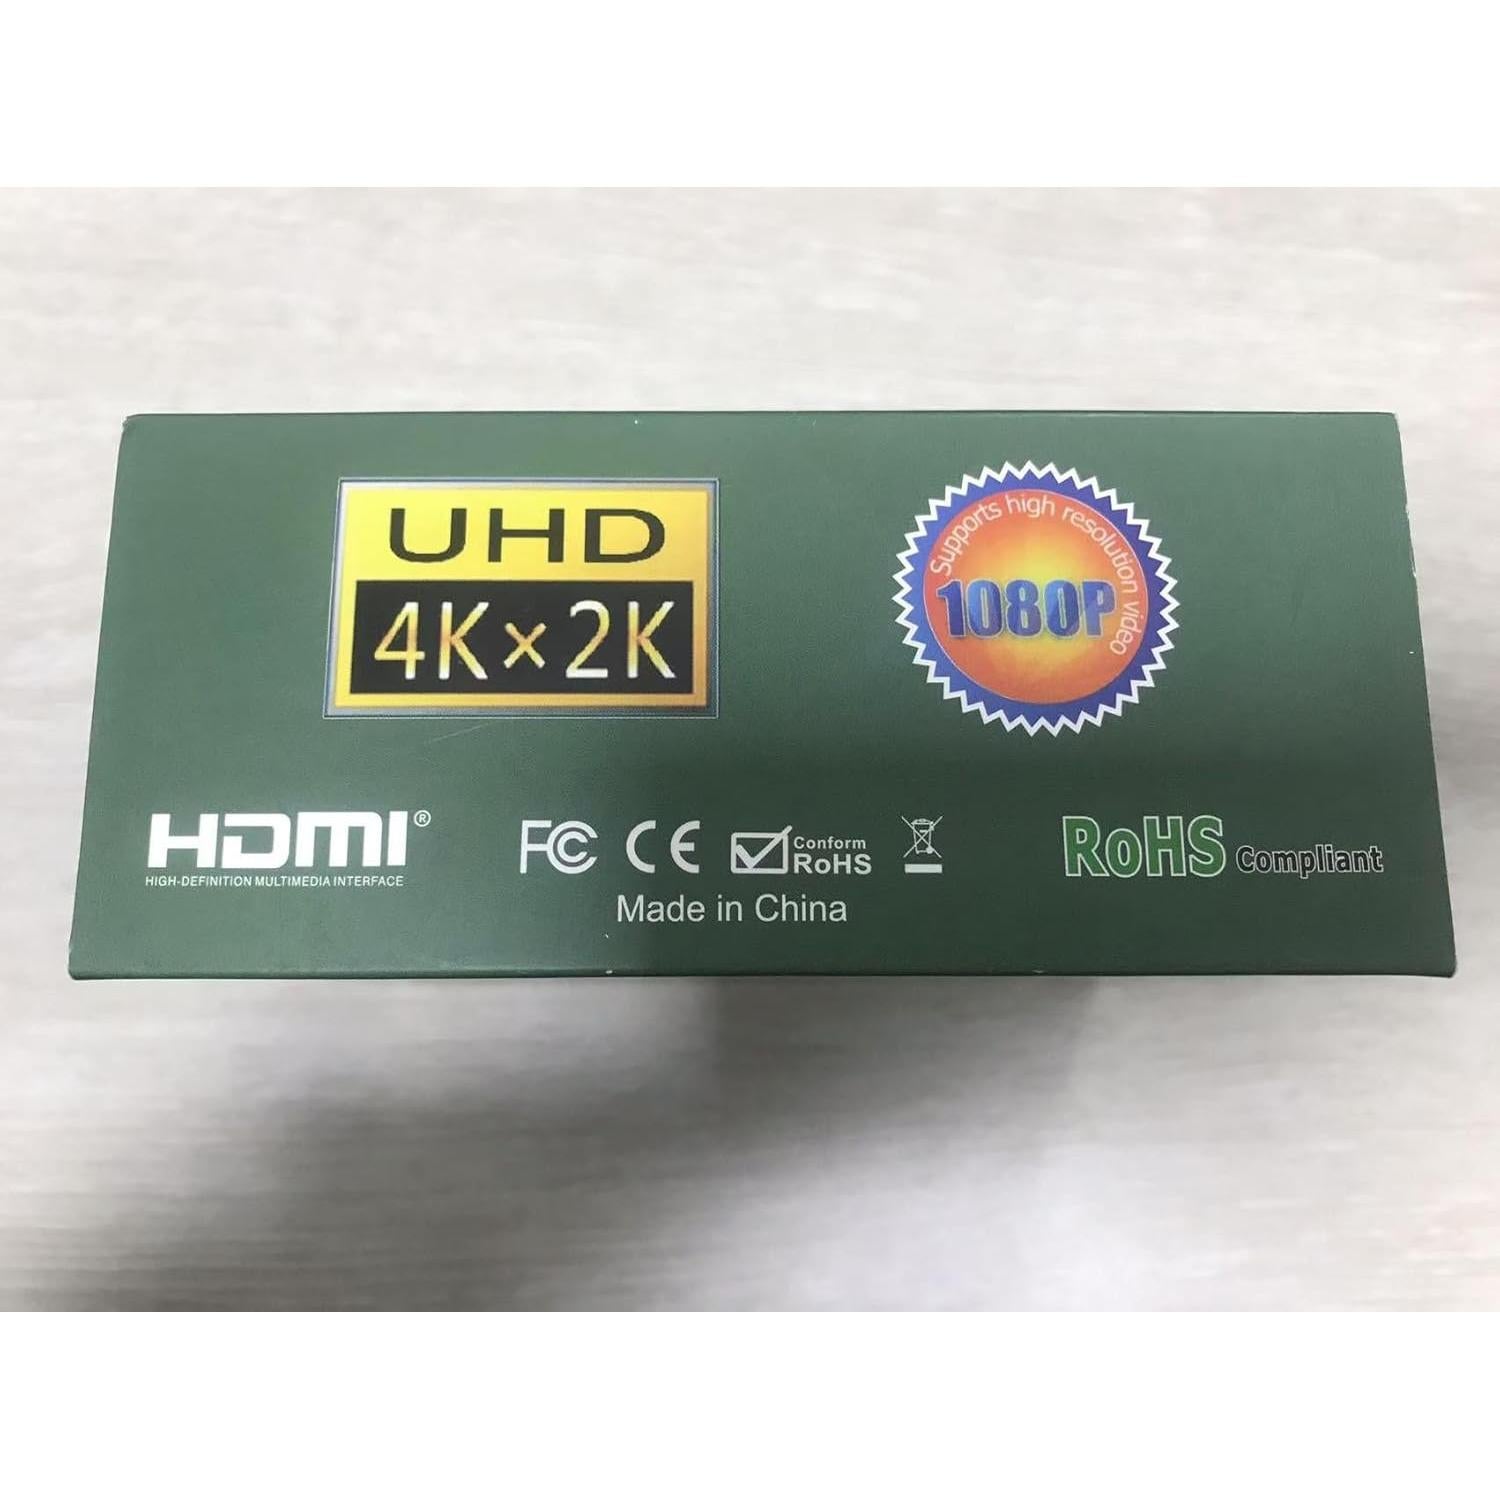 UHD
4K×2K
Supports high resolution video
1080P
HDMI®
HIGH-DEFINITION MULTIMEDIA INTERFACE
FC CE Conform
RoHS
RoHS Compliant
Made in China